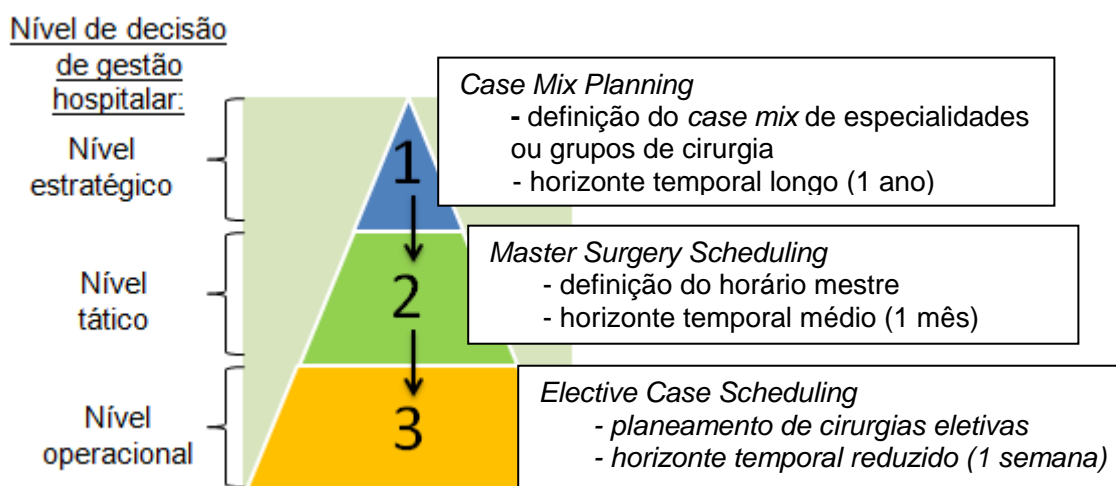 Nível de decisão
de gestão
hospitalar:
Nível
estratégico
1
Case Mix Planning
- definição do case mix de especialidades
ou grupos de cirurgia
- horizonte temporal longo (1 ano)
Nível
tático
2
Master Surgery Scheduling
- definição do horário mestre
- horizonte temporal médio (1 mês)
Nível
operacional
3
Elective Case Scheduling
- planeamento de cirurgias eletivas
- horizonte temporal reduzido (1 semana)